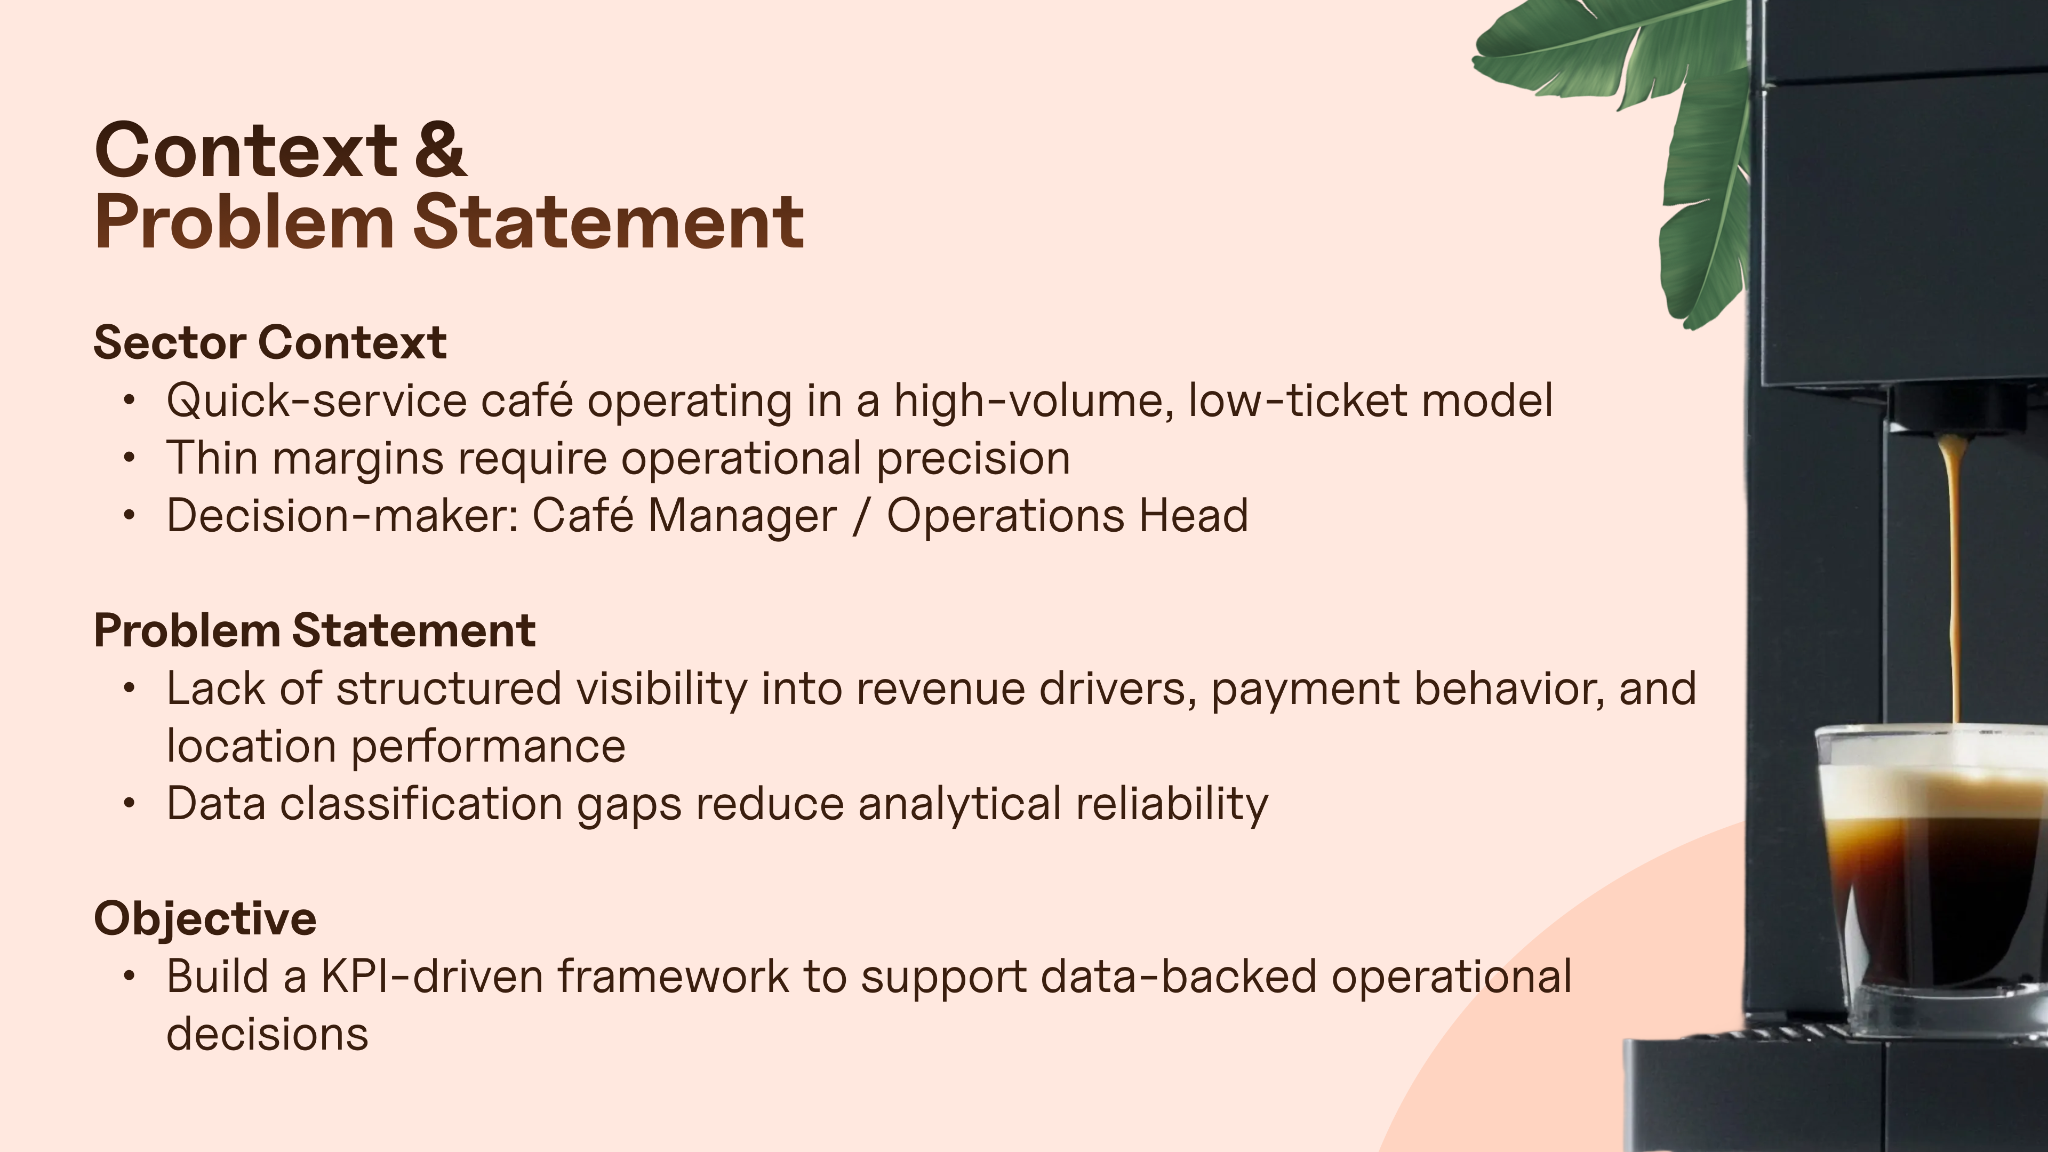 Context &
Problem Statement
Sector Context
• Quick-service café operating in a high-volume, low-ticket model
• Thin margins require operational precision
• Decision-maker: Café Manager / Operations Head
Problem Statement
• Lack of structured visibility into revenue drivers, payment behavior, and
location performance
• Data classification gaps reduce analytical reliability
Objective
• Build a KPI-driven framework to support data-backed operational
decisions